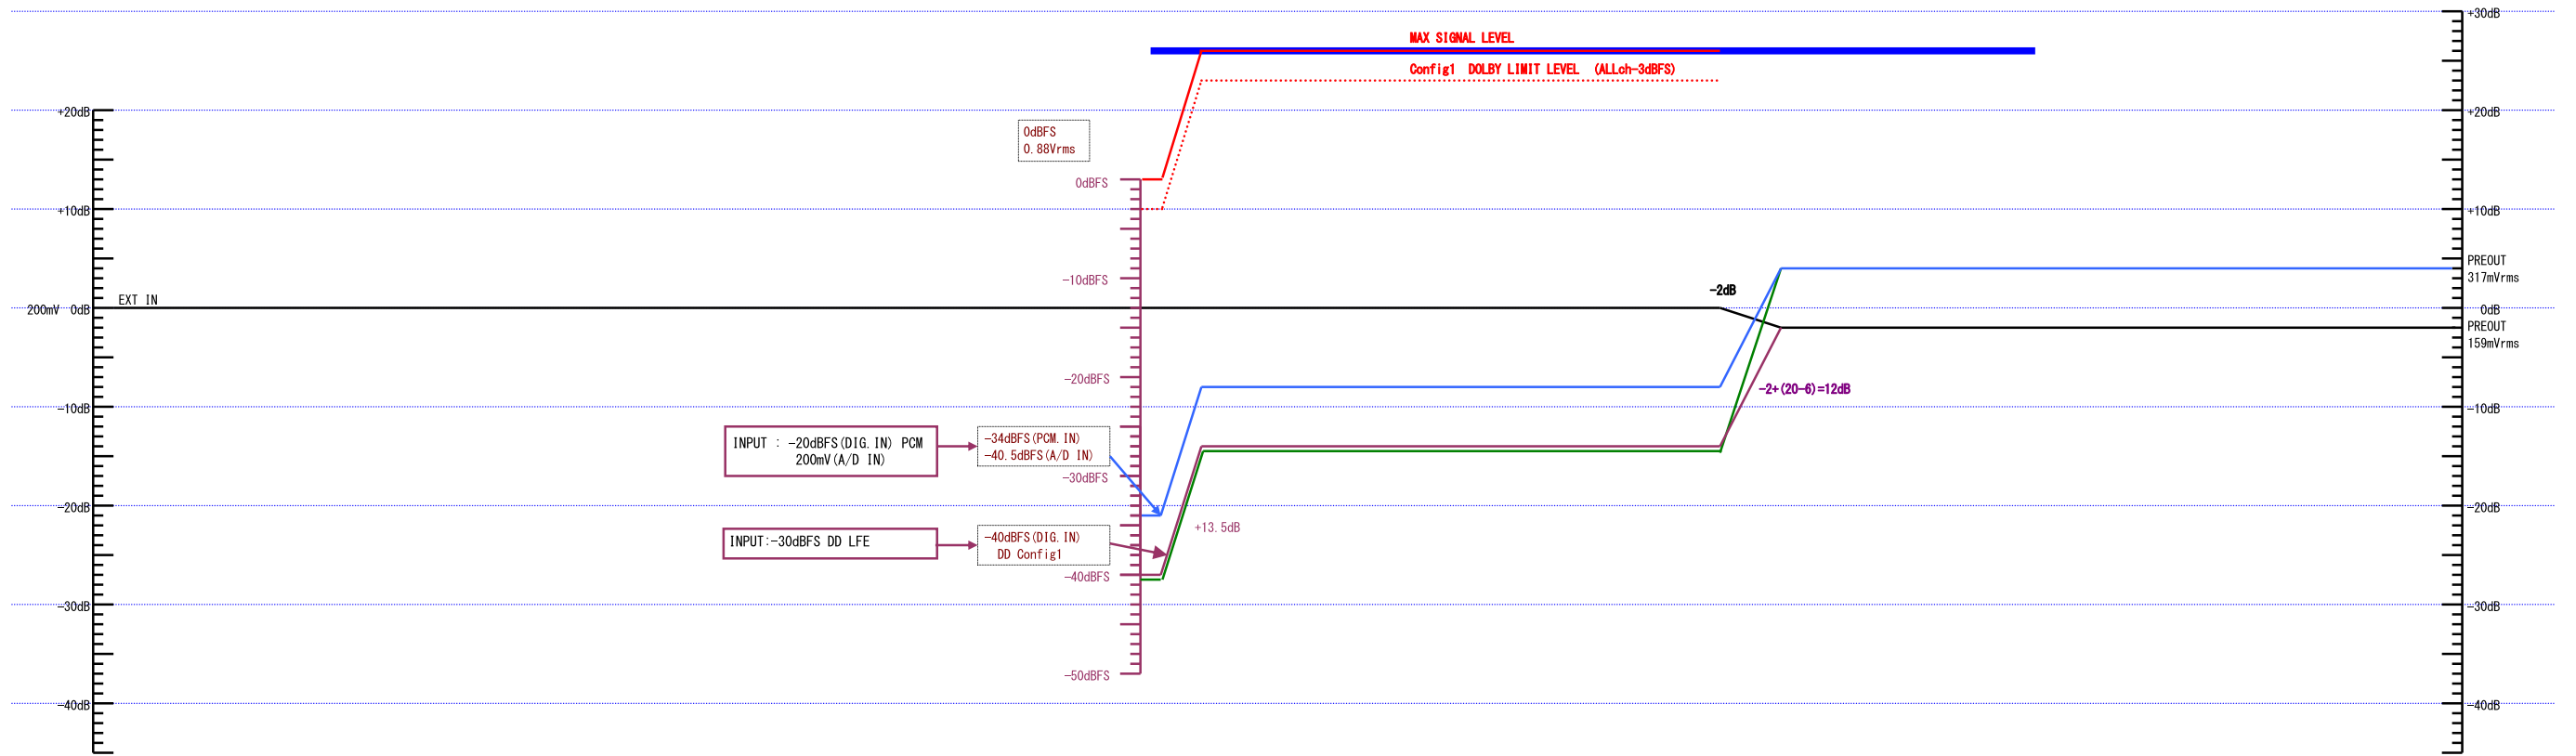 +30dB
MAX SIGNAL LEVEL
Config1 DOLBY LIMIT LEVEL (ALLch-3dBFS)
+20dB
+20dB
0dBFS
0.88Vrms
0dBFS
+10dB
+10dB
PREOUT
317mVrms
-10dBFS
-2dB
EXT IN
200mV 0dB
0dB
PREOUT
159mVrms
-20dBFS
-2+(20-6)=12dB
-10dB
-10dB
INPUT : -20dBFS(DIG.IN) PCM
200mV(A/D IN)
-34dBFS(PCM.IN)
-40.5dBFS(A/D IN)
-30dBFS
-20dB
-20dB
+13.5dB
INPUT:-30dBFS DD LFE
-40dBFS(DIG.IN)
DD Config1
-40dBFS
-30dB
-30dB
-50dBFS
-40dB
-40dB